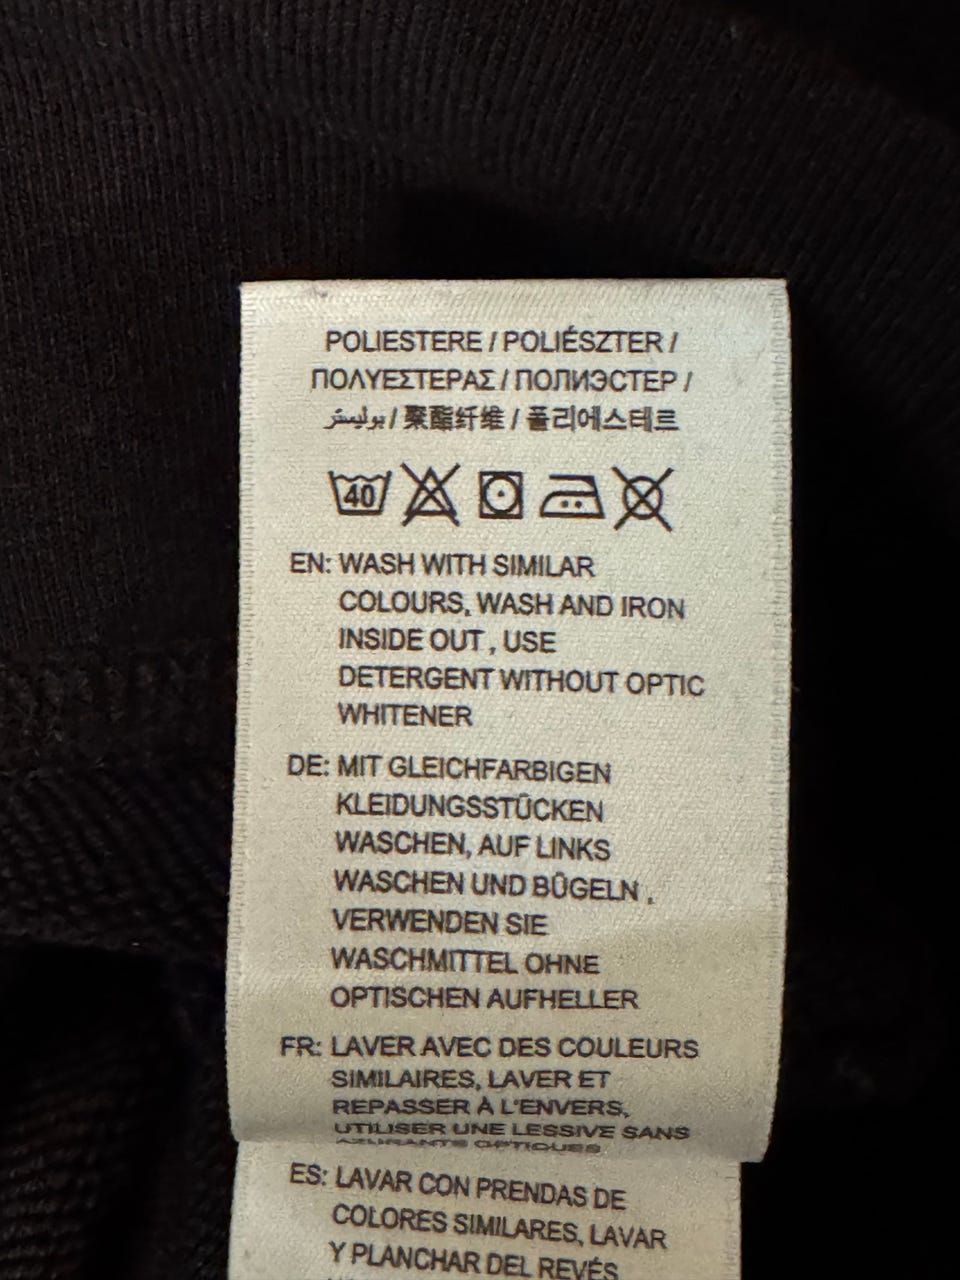 POLIESTERE / POLIÉSZTER /
ΠΟΛΥΕΣΤΕΡΑΣ / ПОЛИЭСТЕР /
بوليستر / 聚酯纤维 / 폴리에스테르
40
EN: WASH WITH SIMILAR
COLOURS, WASH AND IRON
INSIDE OUT , USE
DETERGENT WITHOUT OPTIC
WHITENER
DE: MIT GLEICHFARBIGEN
KLEIDUNGSSTÜCKEN
WASCHEN, AUF LINKS
WASCHEN UND BÜGELN ,
VERWENDEN SIE
WASCHMITTEL OHNE
OPTISCHEN AUFHELLER
FR: LAVER AVEC DES COULEURS
SIMILAIRES, LAVER ET
REPASSER À L'ENVERS,
UTILISER UNE LESSIVE SANS
AZURANTS OPTIQUES
ES: LAVAR CON PRENDAS DE
COLORES SIMILARES, LAVAR
Y PLANCHAR DEL REVÉS